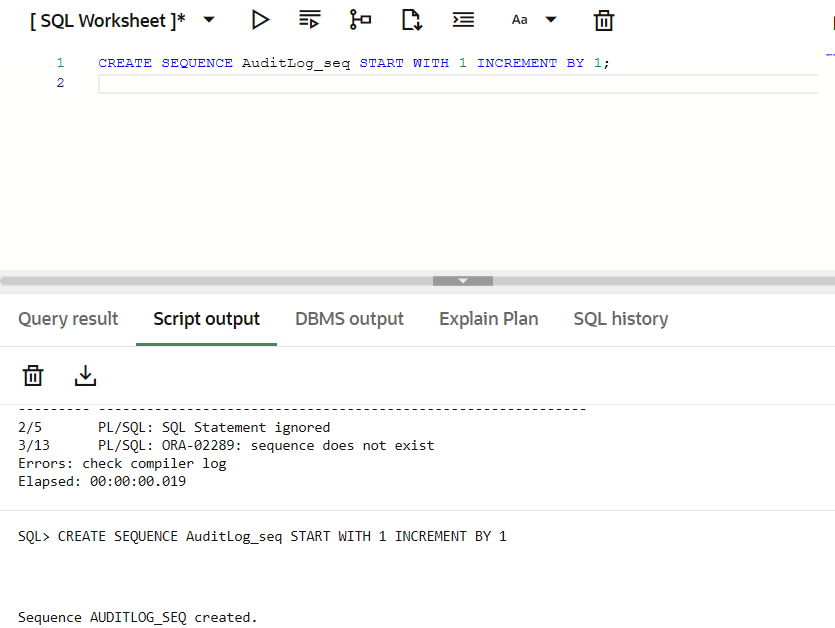 [ SQL Worksheet ]* Aa
1 CREATE SEQUENCE AuditLog_seq START WITH 1 INCREMENT BY 1;
2
Query result Script output DBMS output Explain Plan SQL history
--------- -------------------------------------------------------------
2/5 PL/SQL: SQL Statement ignored
3/13 PL/SQL: ORA-02289: sequence does not exist
Errors: check compiler log
Elapsed: 00:00:00.019
SQL> CREATE SEQUENCE AuditLog_seq START WITH 1 INCREMENT BY 1
Sequence AUDITLOG_SEQ created.